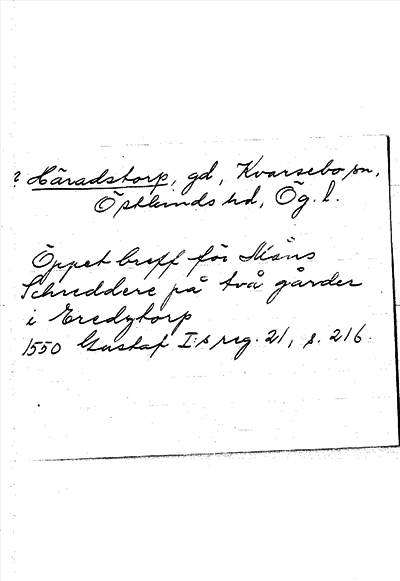 ? Häradstorp, gd, Kvarsebo sn,
Östkinds hd, Ög. l.
Öppet breff för Måns
Schreddere på två gårder
i Eredztorp
1550 Gustaf I:s reg. 21, s. 216.